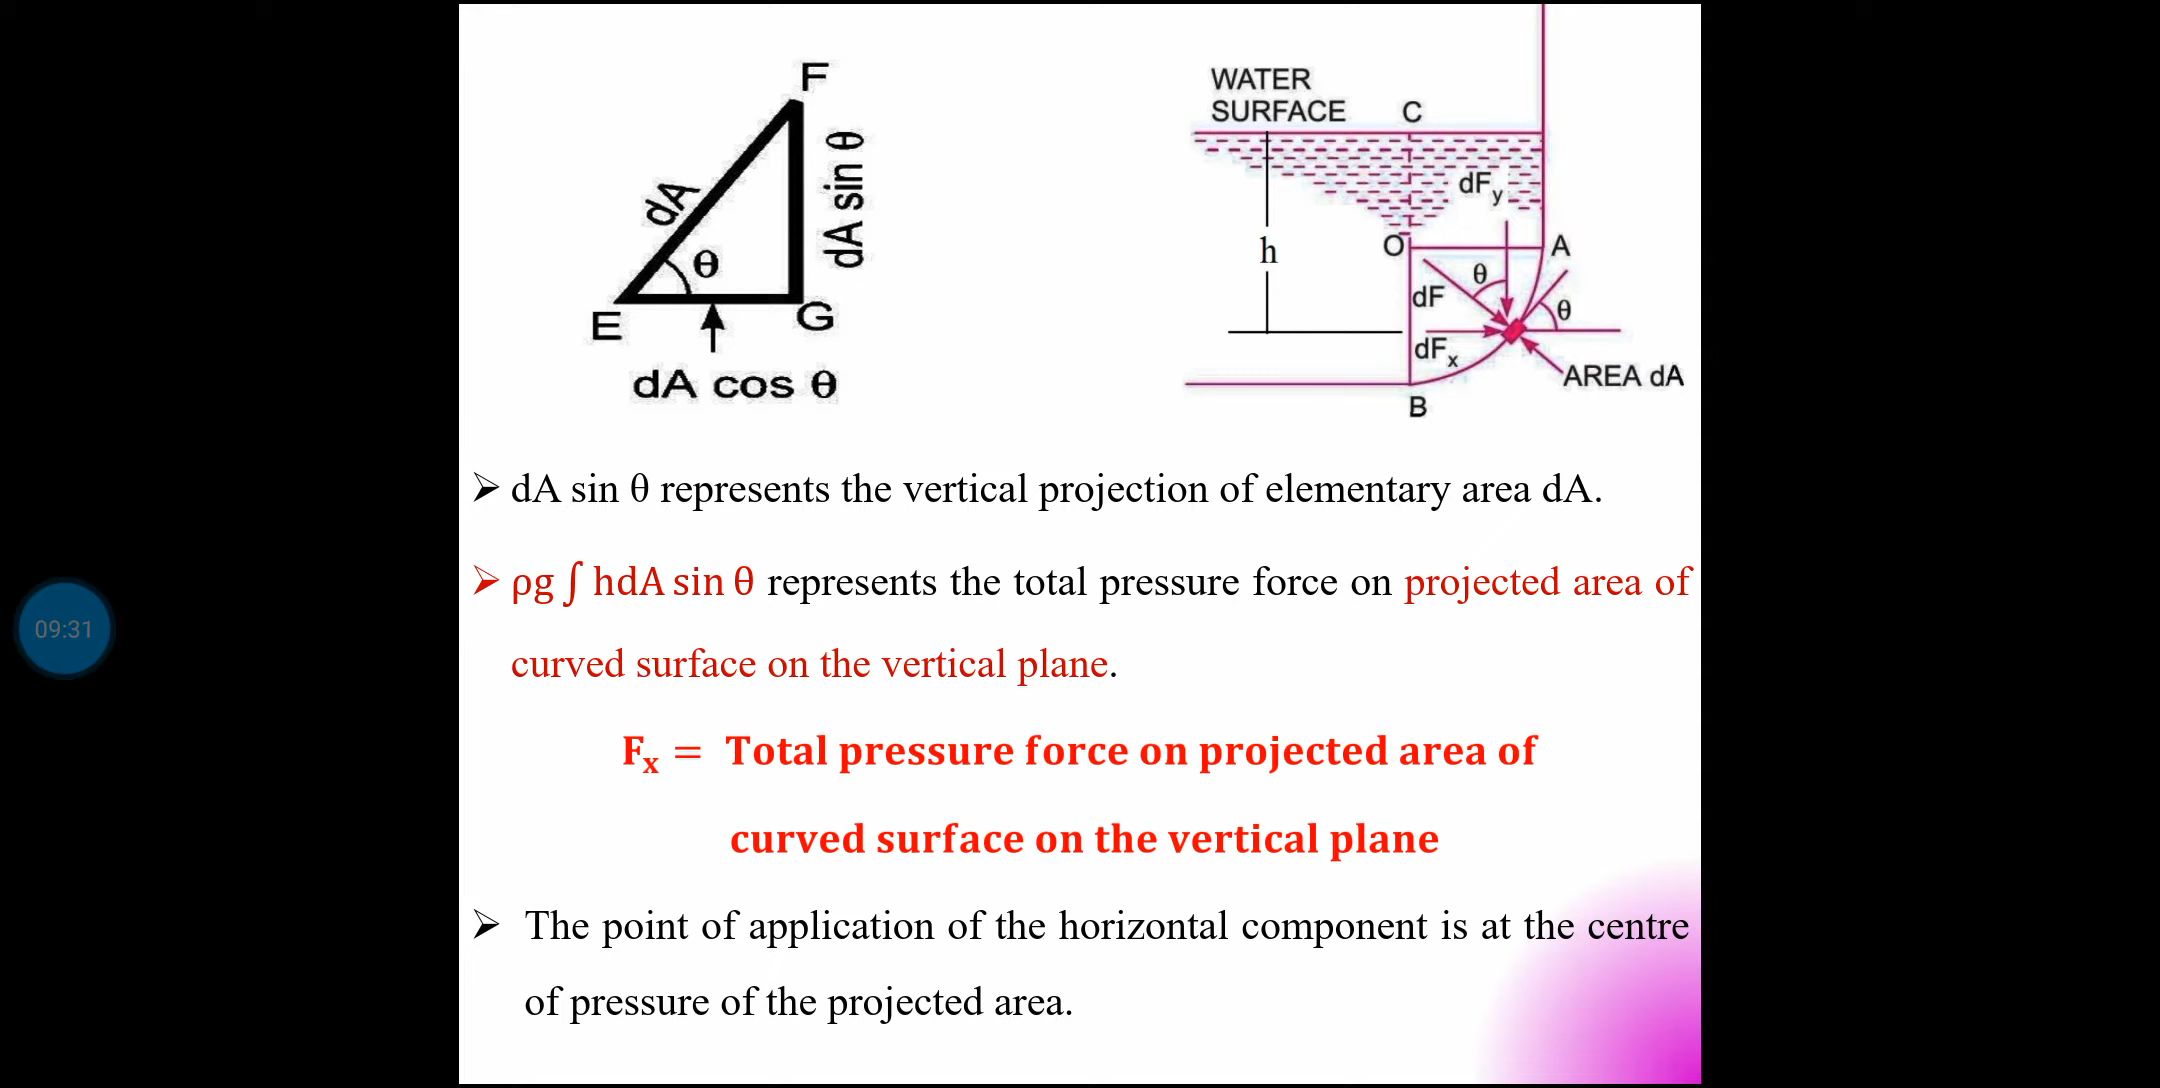 F
dA
dA sin θ
θ
E
G
dA cos θ
WATER
SURFACE
C
dFy
h
O
A
θ
dF
θ
dFx
AREA dA
B
➢ dA sin θ represents the vertical projection of elementary area dA.
➢ ρg ∫ hdA sin θ represents the total pressure force on projected area of
curved surface on the vertical plane.
Fx = Total pressure force on projected area of
curved surface on the vertical plane
➢ The point of application of the horizontal component is at the centre
of pressure of the projected area.
09:31